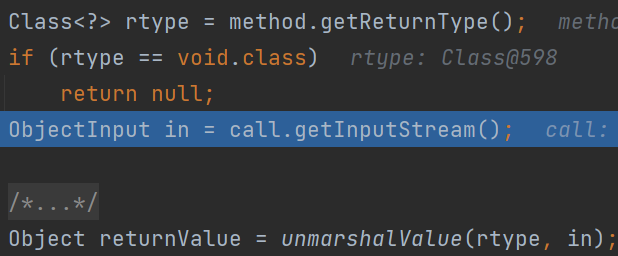 Class<?> rtype = method.getReturnType();
if (rtype == void.class) rtype: Class@598
return null;
ObjectInput in = call.getInputStream(); call:
/*...*/
Object returnValue = unmarshalValue(rtype, in);